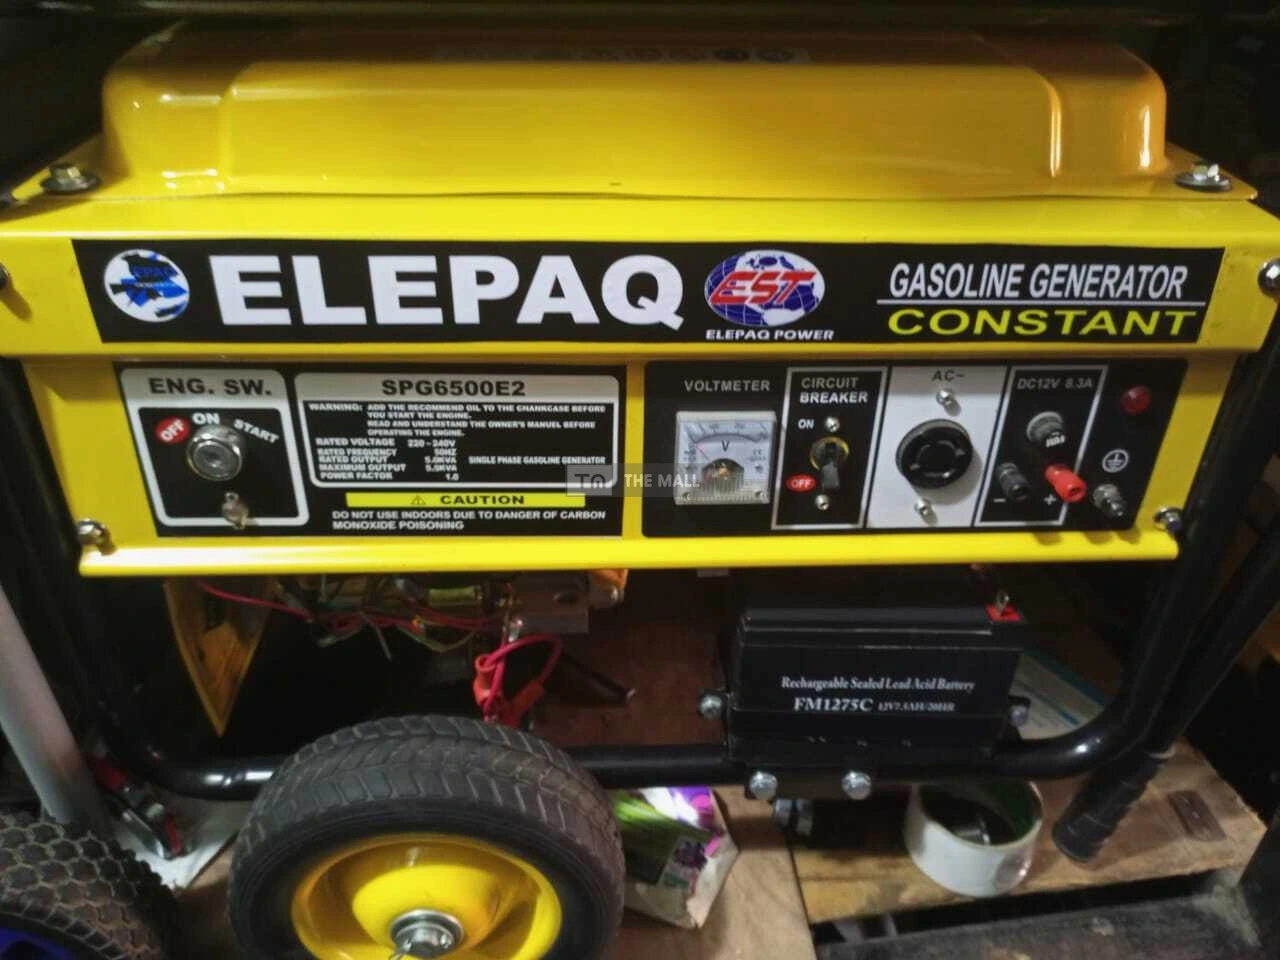 ELEPAQ
EST
ELEPAQ POWER
GASOLINE GENERATOR
CONSTANT
ENG. SW.
OFF
ON
START
SPG6500E2
WARNING: ADD THE RECOMMEND OIL TO THE CHANKCASE BEFORE
YOU START THE ENGINE.
READ AND UNDERSTAND THE OWNER'S MANUEL BEFORE
OPERATING THE ENGINE.
RATED VOLTAGE 220~240V
RATED FREQUENCY 50HZ
RATED OUTPUT 5.0KVA
MAXIMUM OUTPUT 5.5KVA
POWER FACTOR 1.0
SINGLE PHASE GASOLINE GENERATOR
⚠ CAUTION
DO NOT USE INDOORS DUE TO DANGER OF CARBON
MONOXIDE POISONING
VOLTMETER
V
CIRCUIT
BREAKER
ON
OFF
AC~
DC12V 8.3A
- +
THE MALL
Rechargeable Sealed Lead Acid Battery
FM1275C 12V7.5AH/20HR